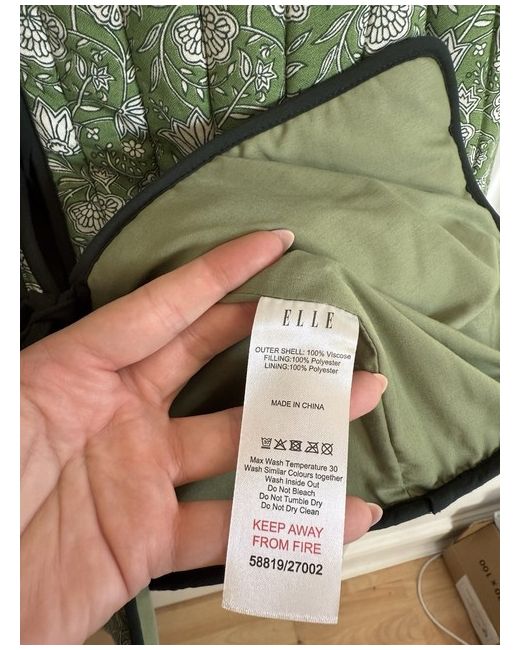 ELLE
OUTER SHELL: 100% Viscose
FILLING:100% Polyester
LINING:100% Polyester
MADE IN CHINA
Max Wash Temperature 30
Wash Similar Colours together
Wash Inside Out
Do Not Bleach
Do Not Tumble Dry
Do Not Dry Clean
KEEP AWAY
FROM FIRE
58819/27002